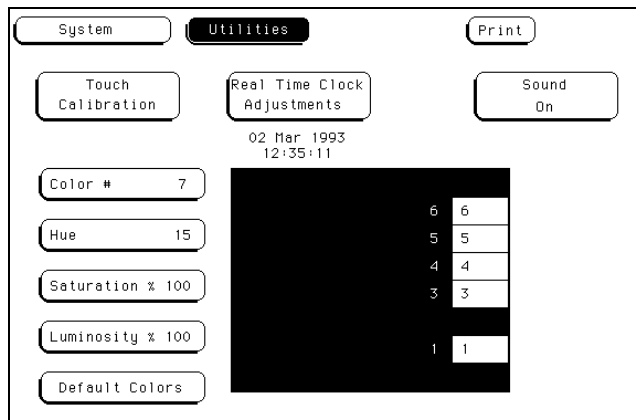 System Utilities Print
Touch Calibration
Real Time Clock Adjustments
Sound On
02 Mar 1993
12:35:11
Color # 7
Hue 15
Saturation % 100
Luminosity % 100
Default Colors
6 6
5 5
4 4
3 3
1 1